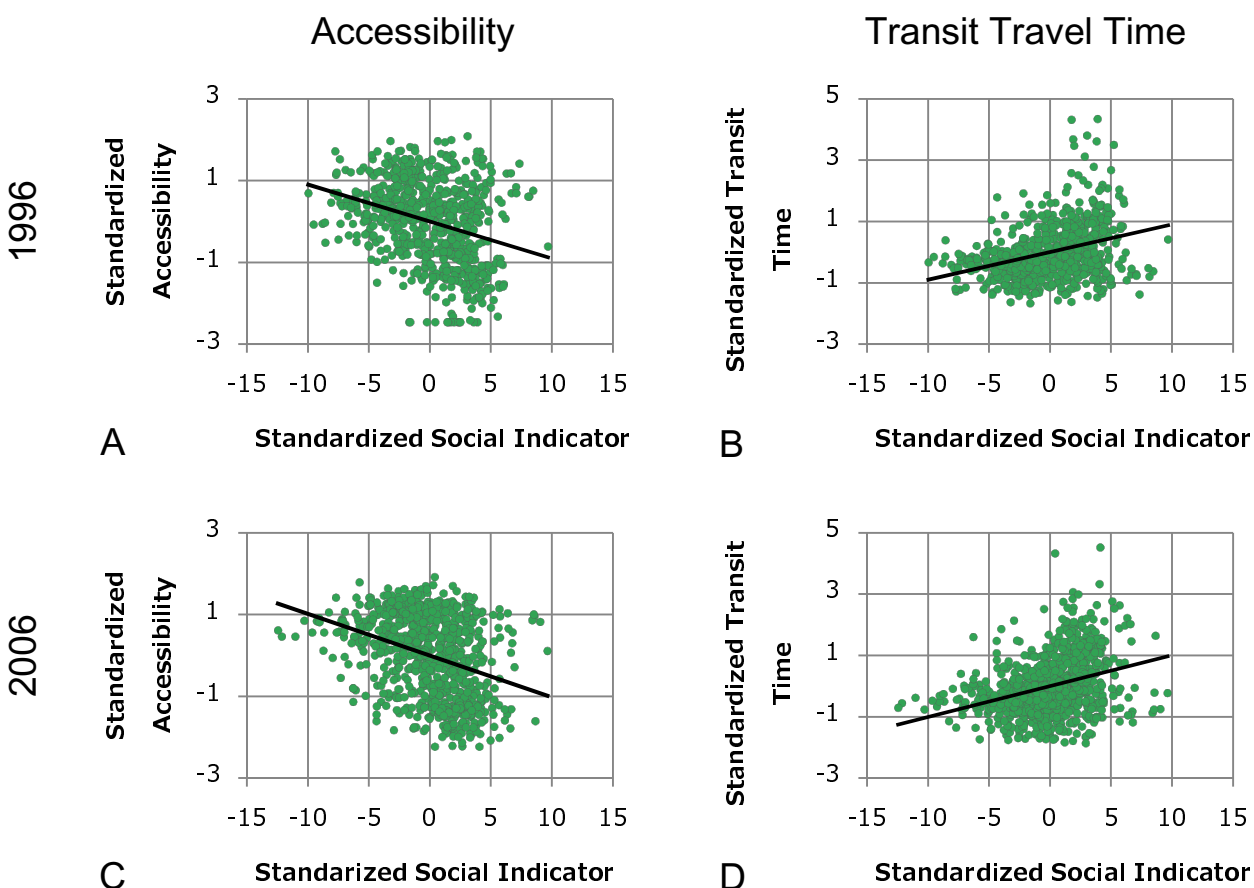 Accessibility
Transit Travel Time
1996
Standardized
Accessibility
3
1
-1
-3
-15 -10 -5 0 5 10 15
A
Standardized Social Indicator
Standardized Transit
Time
5
3
1
-1
-3
-15 -10 -5 0 5 10 15
B
Standardized Social Indicator
2006
Standardized
Accessibility
3
1
-1
-3
-15 -10 -5 0 5 10 15
C
Standarized Social Indicator
Standardized Transit
Time
5
3
1
-1
-3
-15 -10 -5 0 5 10 15
D
Standardized Social Indicator